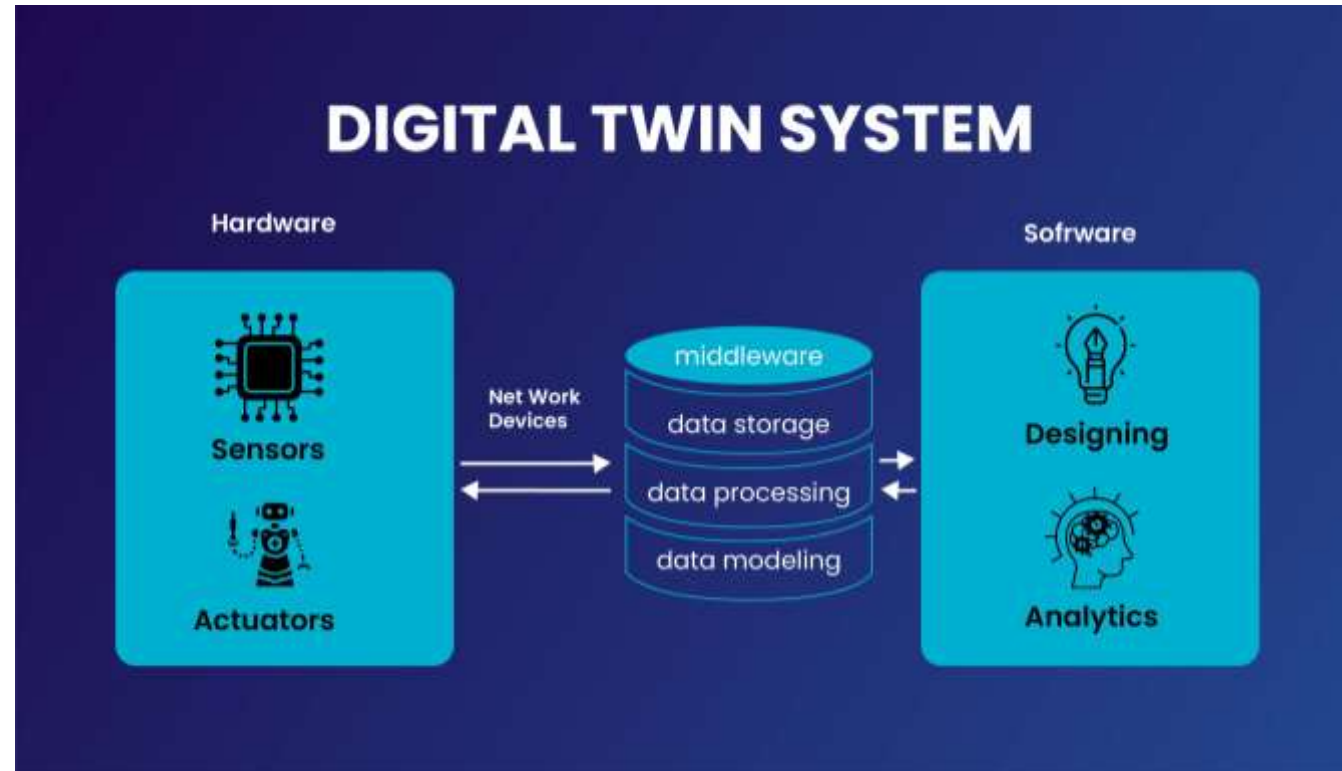 DIGITAL TWIN SYSTEM
Hardware
Sofrware
Sensors
Actuators
Net Work
Devices
middleware
data storage
data processing
data modeling
Designing
Analytics